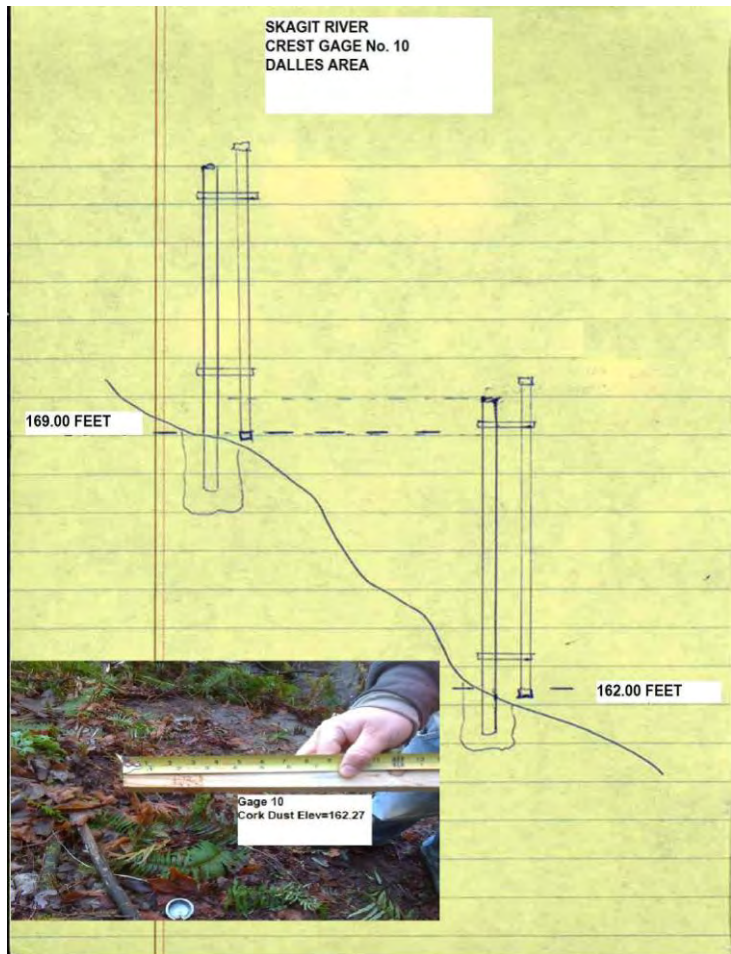 SKAGIT RIVER
CREST GAGE No. 10
DALLES AREA
169.00 FEET
162.00 FEET
Gage 10
Cork Dust Elev=162.27